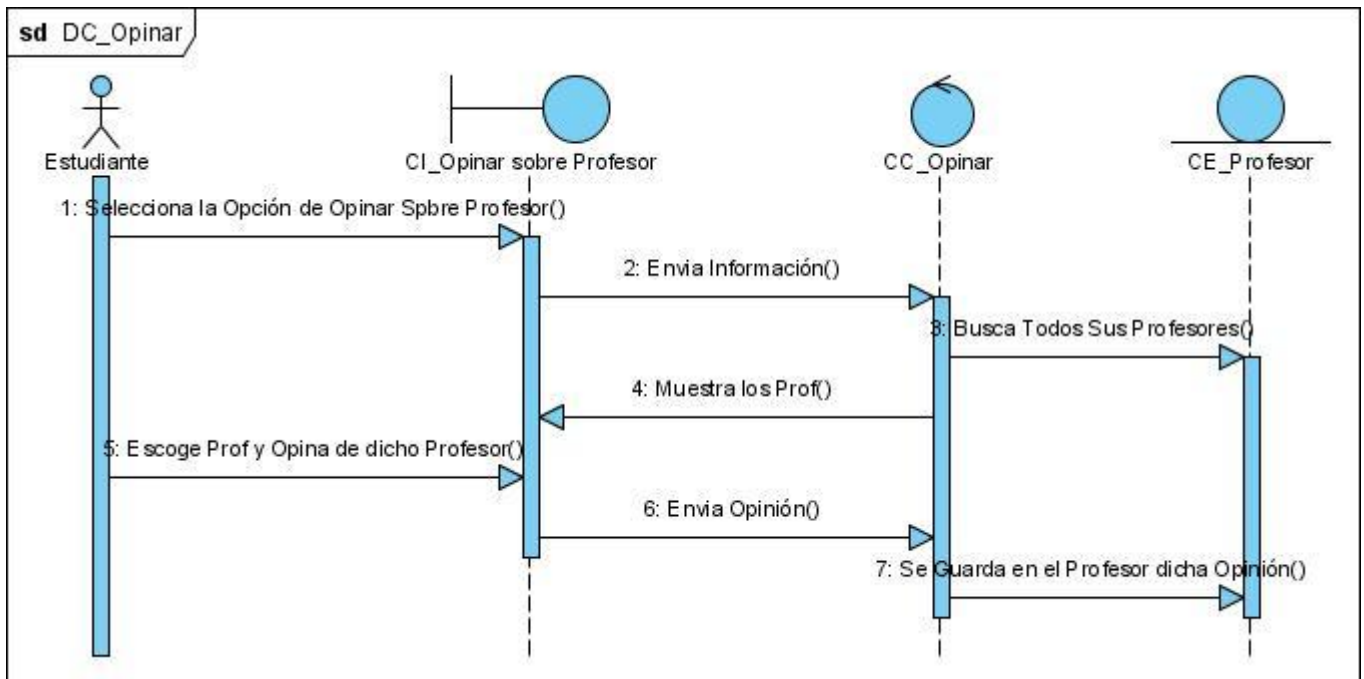 sd DC_Opinar
Estudiante
CI_Opinar sobre Profesor
CC_Opinar
CE_Profesor
1: Selecciona la Opción de Opinar Spbre Profesor()
2: Envia Información()
3: Busca Todos Sus Profesores()
4: Muestra los Prof()
5: Escoge Prof y Opina de dicho Profesor()
6: Envia Opinión()
7: Se Guarda en el Profesor dicha Opinión()